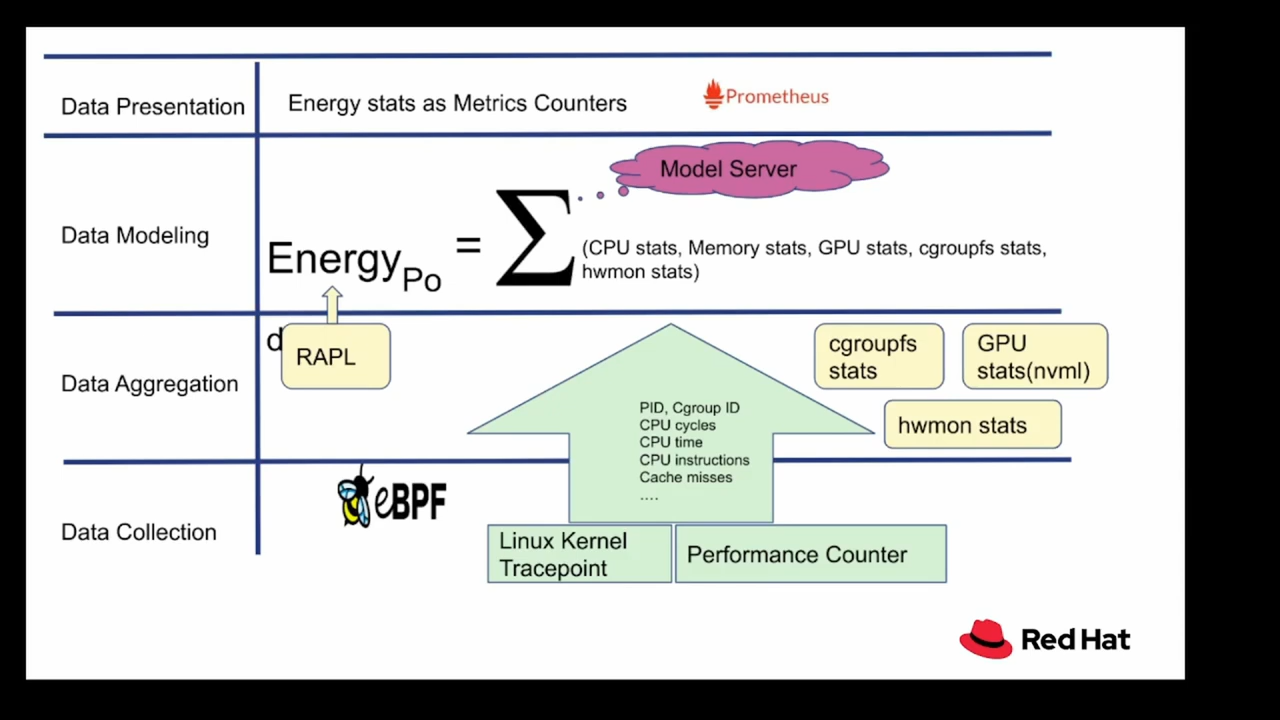 Data Presentation
Energy stats as Metrics Counters
Prometheus
Model Server
Data Modeling
Energy Po
d
= Σ
(CPU stats, Memory stats, GPU stats, cgroupfs stats,
hwmon stats)
Data Aggregation
RAPL
cgroupfs
stats
GPU
stats(nvml)
hwmon stats
PID, Cgroup ID
CPU cycles
CPU time
CPU instructions
Cache misses
....
Data Collection
eBPF
Linux Kernel
Tracepoint
Performance Counter
Red Hat